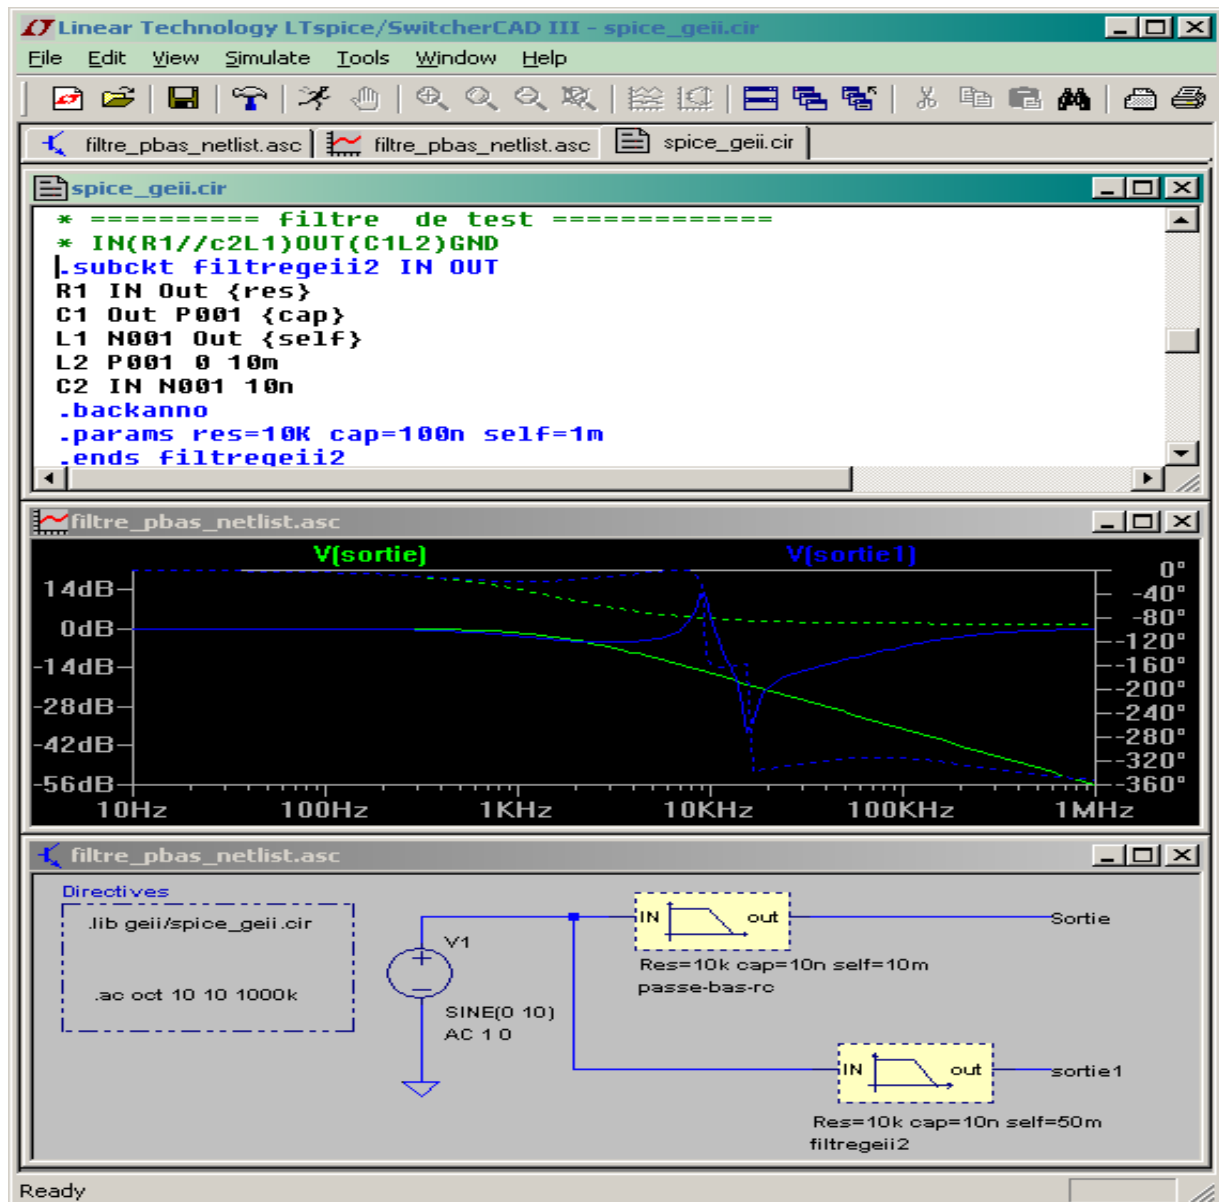 Linear Technology LTspice/SwitcherCAD III - spice_geii.cir
File Edit View Simulate Tools Window Help
filtre_pbas_netlist.asc filtre_pbas_netlist.asc spice_geii.cir
spice_geii.cir
* ========== filtre de test =============
* IN(R1//c2L1)OUT(C1L2)GND
.subckt filtregeii2 IN OUT
R1 IN Out {res}
C1 Out P001 {cap}
L1 N001 Out {self}
L2 P001 0 10m
C2 IN N001 10n
.backanno
.params res=10K cap=100n self=1m
.ends filtregeii2
filtre_pbas_netlist.asc
V(sortie) V(sortie1)
14dB
0dB
-14dB
-28dB
-42dB
-56dB
0°
-40°
-80°
-120°
-160°
-200°
-240°
-280°
-320°
-360°
10Hz 100Hz 1KHz 10KHz 100KHz 1MHz
filtre_pbas_netlist.asc
Directives
.lib geii/spice_geii.cir
.ac oct 10 10 1000k
V1
SINE(0 10)
AC 1 0
IN out
Sortie
Res=10k cap=10n self=10m
passe-bas-rc
IN out
sortie1
Res=10k cap=10n self=50m
filtregeii2
Ready